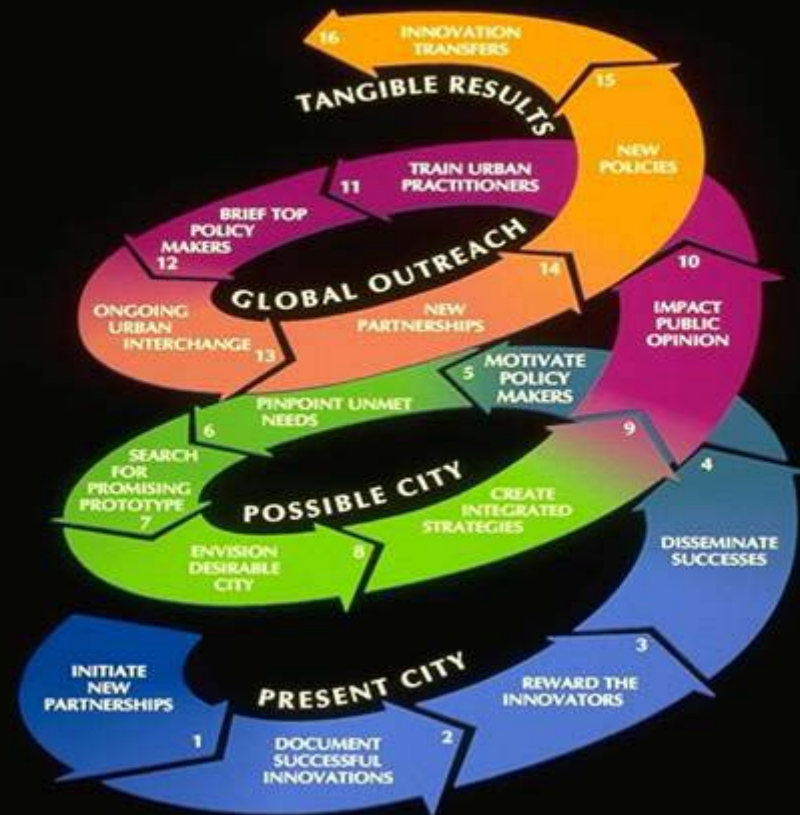 16
INNOVATION
TRANSFERS
15
TANGIBLE RESULTS
NEW
POLICIES
TRAIN URBAN
PRACTITIONERS
11
BRIEF TOP
POLICY
MAKERS
12
GLOBAL OUTREACH
14
10
ONGOING
URBAN
INTERCHANGE
13
NEW
PARTNERSHIPS
IMPACT
PUBLIC
OPINION
MOTIVATE
POLICY
MAKERS
5
PINPOINT UNMET
NEEDS
6
9
SEARCH
FOR
PROMISING
PROTOTYPE
7
POSSIBLE CITY
4
CREATE
INTEGRATED
STRATEGIES
ENVISION
DESIRABLE
CITY
8
DISSEMINATE
SUCCESSES
3
PRESENT CITY
INITIATE
NEW
PARTNERSHIPS
1
REWARD THE
INNOVATORS
2
DOCUMENT
SUCCESSFUL
INNOVATIONS